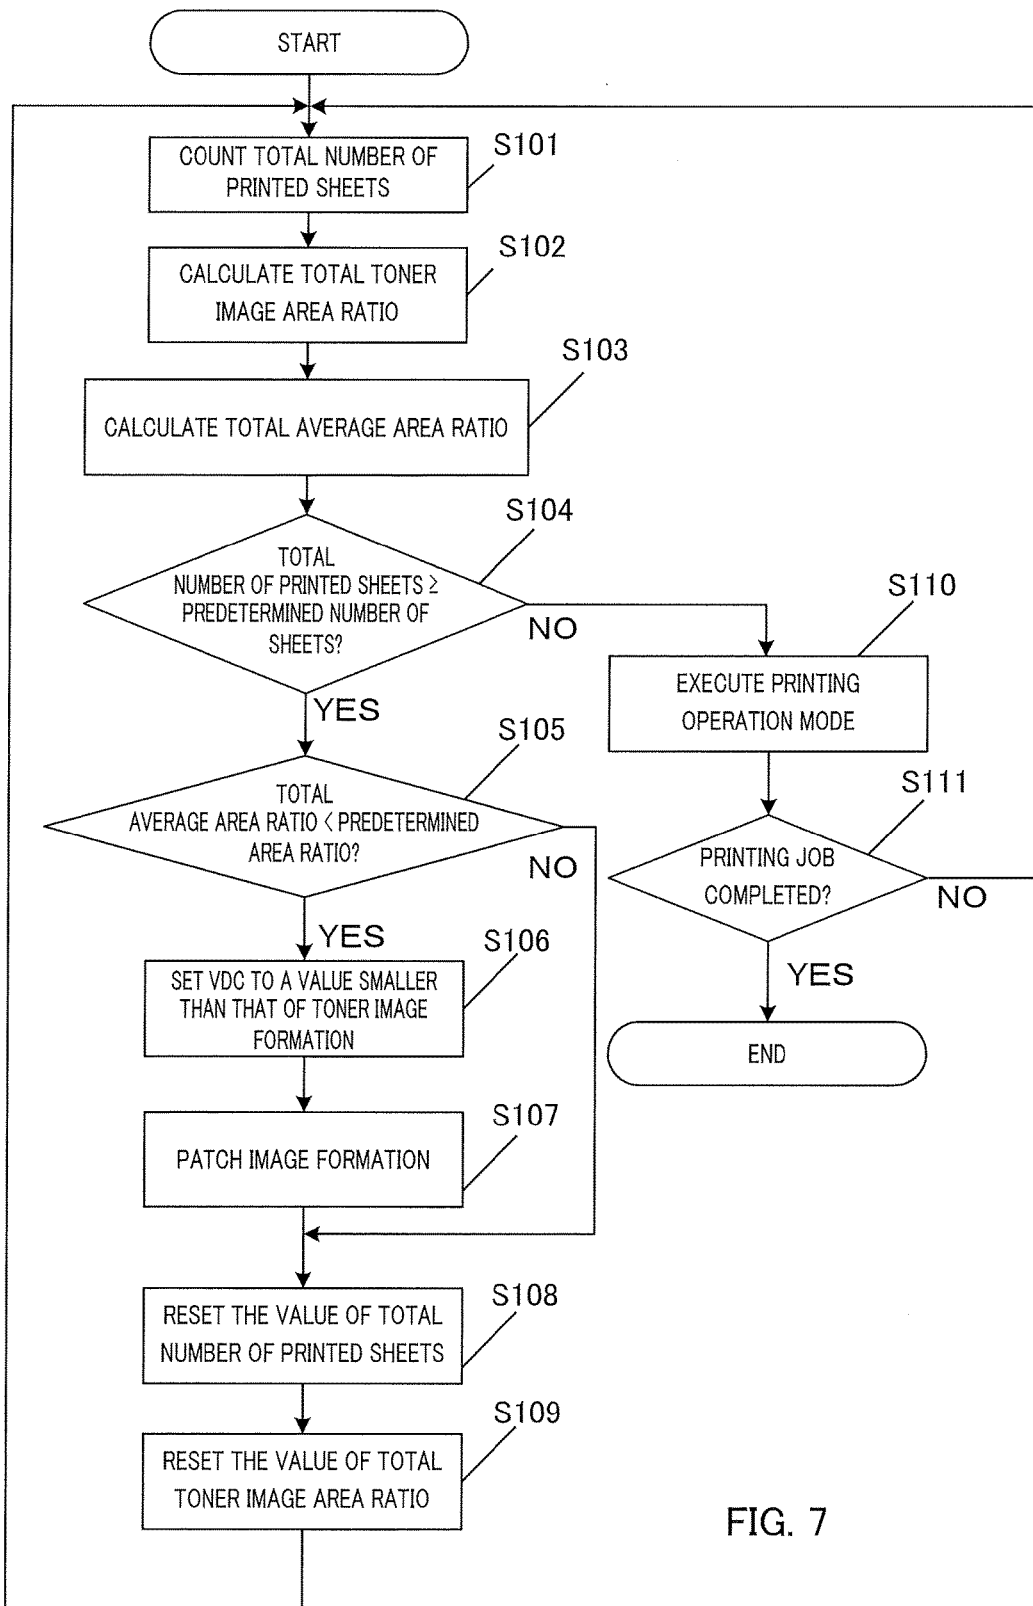 START
COUNT TOTAL NUMBER OF
PRINTED SHEETS
S101
CALCULATE TOTAL TONER
IMAGE AREA RATIO
S102
CALCULATE TOTAL AVERAGE AREA RATIO
S103
TOTAL
NUMBER OF PRINTED SHEETS ≥
PREDETERMINED NUMBER OF
SHEETS?
S104
NO
YES
TOTAL
AVERAGE AREA RATIO < PREDETERMINED
AREA RATIO?
S105
NO
YES
SET VDC TO A VALUE SMALLER
THAN THAT OF TONER IMAGE
FORMATION
S106
PATCH IMAGE FORMATION
S107
RESET THE VALUE OF TOTAL
NUMBER OF PRINTED SHEETS
S108
RESET THE VALUE OF TOTAL
TONER IMAGE AREA RATIO
S109
S110
EXECUTE PRINTING
OPERATION MODE
S111
PRINTING JOB
COMPLETED?
NO
YES
END
FIG. 7